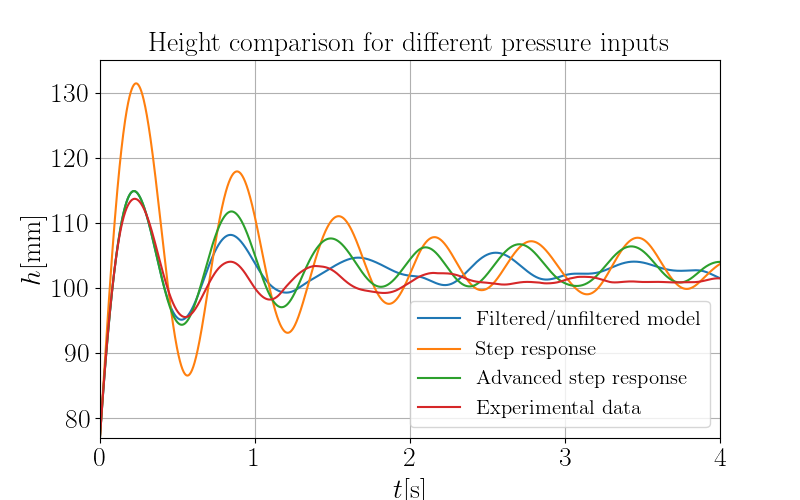 Height comparison for different pressure inputs
130
120
110
100
90
80
h[mm]
0 1 2 3 4
t[s]
Filtered/unfiltered model
Step response
Advanced step response
Experimental data